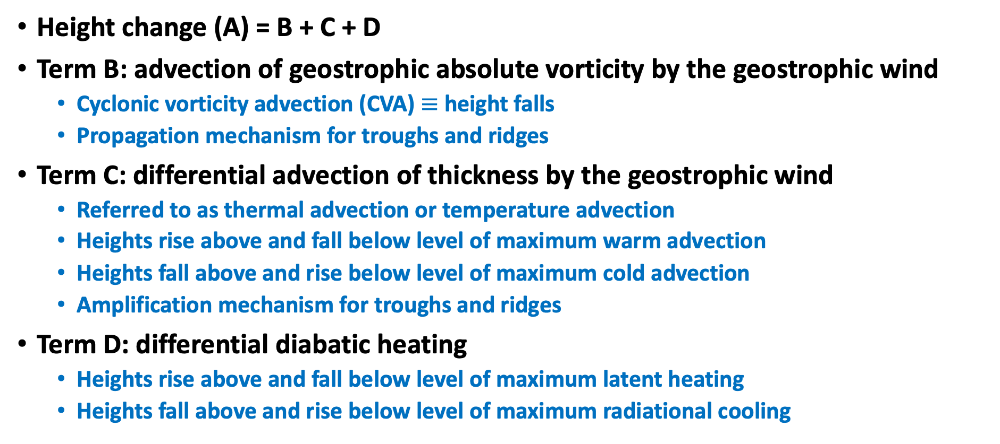 • Height change (A) = B + C + D
• Term B: advection of geostrophic absolute vorticity by the geostrophic wind
• Cyclonic vorticity advection (CVA) ≡ height falls
• Propagation mechanism for troughs and ridges
• Term C: differential advection of thickness by the geostrophic wind
• Referred to as thermal advection or temperature advection
• Heights rise above and fall below level of maximum warm advection
• Heights fall above and rise below level of maximum cold advection
• Amplification mechanism for troughs and ridges
• Term D: differential diabatic heating
• Heights rise above and fall below level of maximum latent heating
• Heights fall above and rise below level of maximum radiational cooling